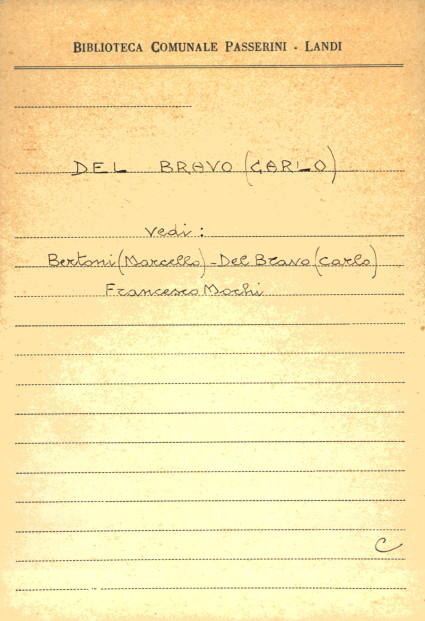 BIBLIOTECA COMUNALE PASSERINI - LANDI
DEL BRAVO (CARLO)
Vedi:
Bertoni (Marcello) - Del Bravo (Carlo)
Francesco Mochi
C